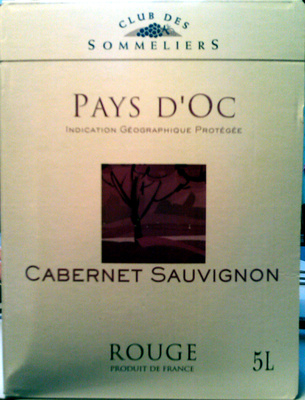 CLUB DES
SOMMELIERS
PAYS D'OC
INDICATION GÉOGRAPHIQUE PROTÉGÉE
CABERNET SAUVIGNON
ROUGE
PRODUIT DE FRANCE
5L